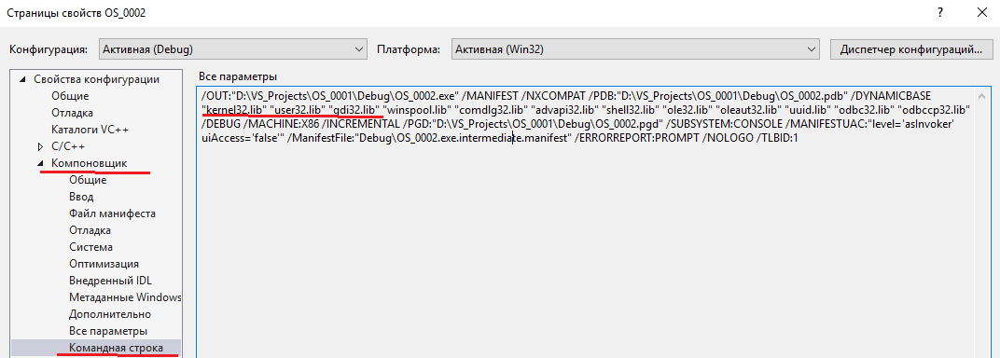 Страницы свойств OS_0002
Конфигурация: Активная (Debug) Платформа: Активная (Win32) Диспетчер конфигураций...
Свойства конфигурации
Общие
Отладка
Каталоги VC++
C/C++
Компоновщик
Общие
Ввод
Файл манифеста
Отладка
Система
Оптимизация
Внедренный IDL
Метаданные Windows
Дополнительно
Все параметры
Командная строка
Все параметры
/OUT:"D:\VS_Projects\OS_0001\Debug\OS_0002.exe" /MANIFEST /NXCOMPAT /PDB:"D:\VS_Projects\OS_0001\Debug\OS_0002.pdb" /DYNAMICBASE
"kernel32.lib" "user32.lib" "gdi32.lib" "winspool.lib" "comdlg32.lib" "advapi32.lib" "shell32.lib" "ole32.lib" "oleaut32.lib" "uuid.lib" "odbc32.lib" "odbccp32.lib"
/DEBUG /MACHINE:X86 /INCREMENTAL /PGD:"D:\VS_Projects\OS_0001\Debug\OS_0002.pgd" /SUBSYSTEM:CONSOLE /MANIFESTUAC:"level='asInvoker'
uiAccess='false'" /ManifestFile:"Debug\OS_0002.exe.intermediate.manifest" /ERRORREPORT:PROMPT /NOLOGO /TLBID:1